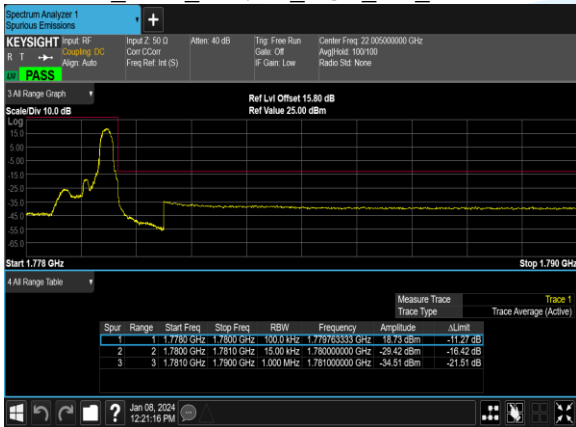 Spectrum Analyzer 1
Spurious Emissions
+
KEYSIGHT Input: RF Input Z: 50 Ω Atten: 40 dB Trig: Free Run Center Freq: 22.005000000 GHz
R T Coupling: DC Corr CCorr Gate: Off Avg|Hold: 100/100
Align: Auto Freq Ref: Int (S) IF Gain: Low Radio Std: None
PASS
3 All Range Graph Ref Lvl Offset 15.80 dB
Scale/Div 10.0 dB Ref Value 25.00 dBm
Log
15.0
5.00
-5.00
-15.0
-25.0
-35.0
-45.0
-55.0
-65.0
Start 1.778 GHz Stop 1.790 GHz
4 All Range Table
Measure Trace Trace 1
Trace Type Trace Average (Active)
Spur Range Start Freq Stop Freq RBW Frequency Amplitude ΔLimit
1 1 1.7780 GHz 1.7800 GHz 100.0 kHz 1.779763333 GHz 18.73 dBm -11.27 dB
2 2 1.7800 GHz 1.7810 GHz 15.00 kHz 1.780000000 GHz -29.42 dBm -16.42 dB
3 3 1.7810 GHz 1.7900 GHz 1.000 MHz 1.781000000 GHz -34.51 dBm -21.51 dB
? Jan 08, 2024
12:21:16 PM